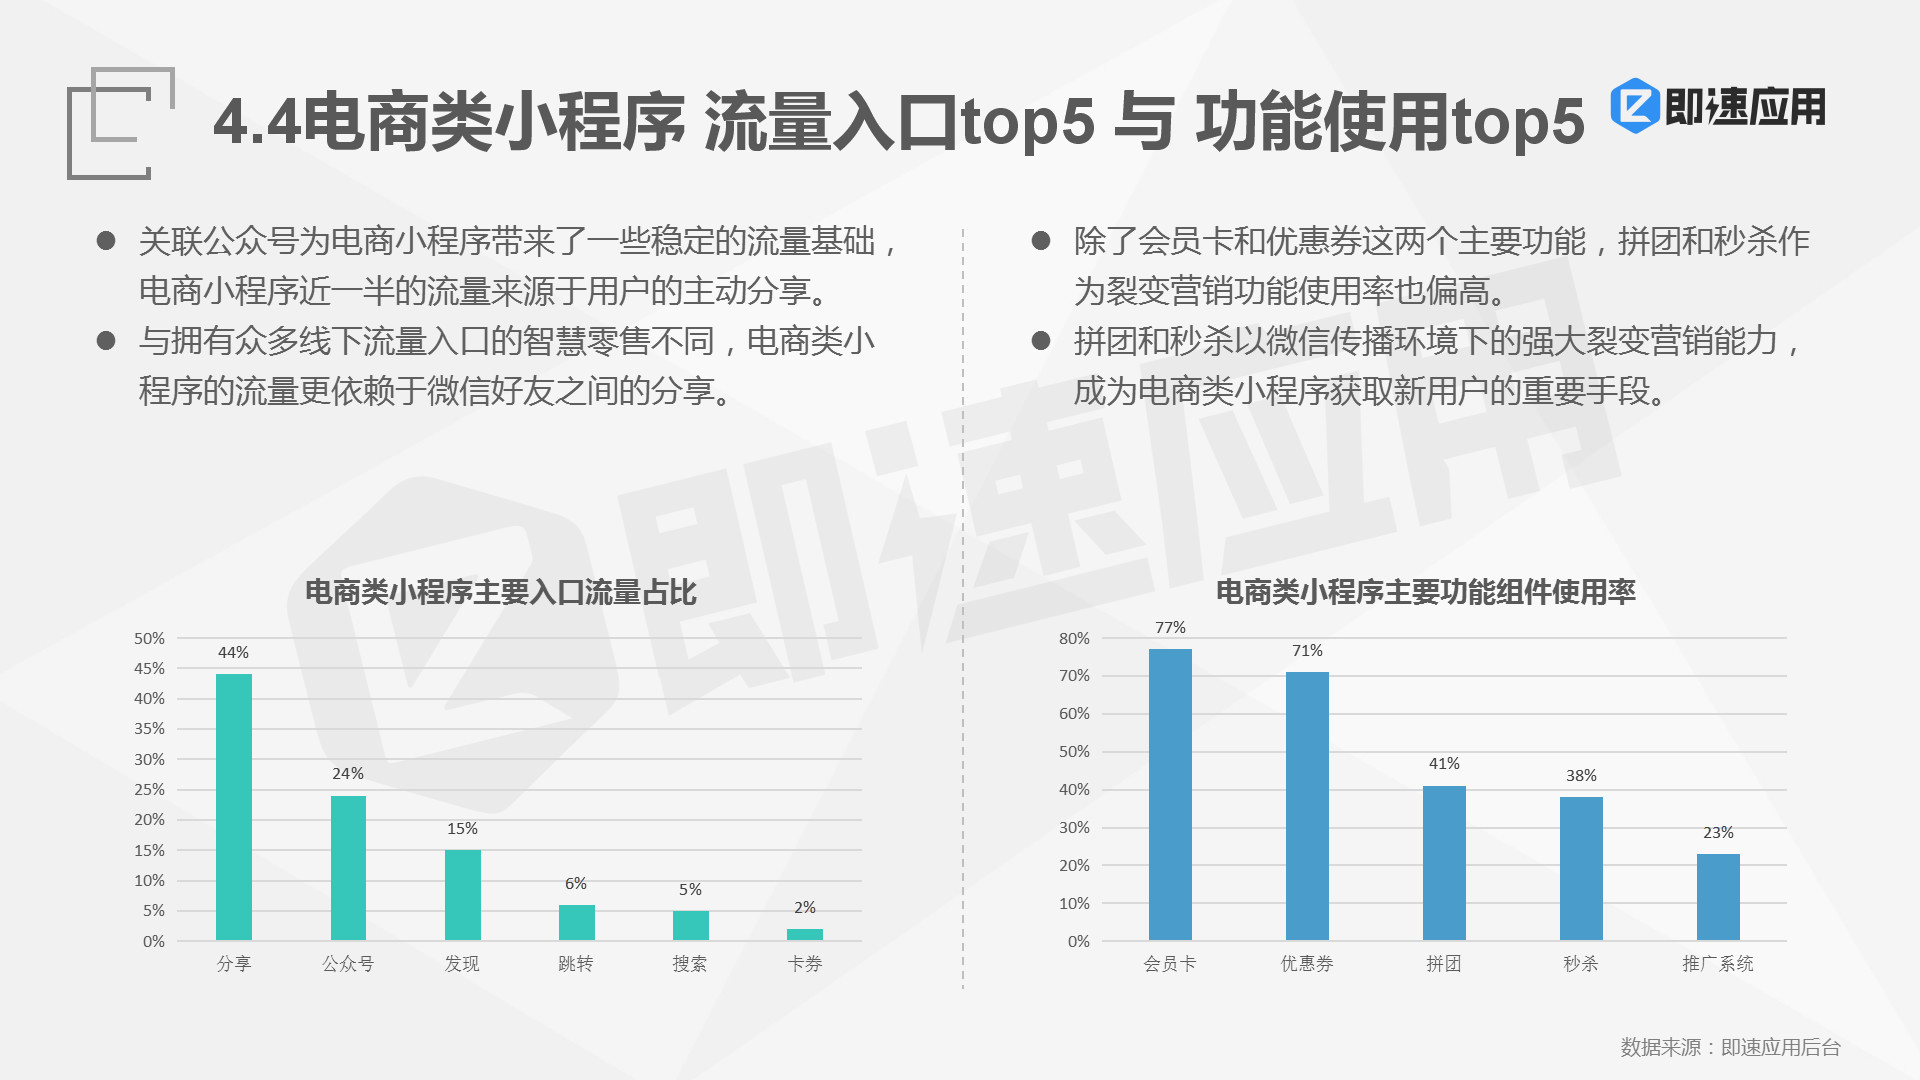 4.4电商类小程序 流量入口top5 与 功能使用top5
即速应用
关联公众号为电商小程序带来了一些稳定的流量基础，
电商小程序近一半的流量来源于用户的主动分享。
与拥有众多线下流量入口的智慧零售不同，电商类小
程序的流量更依赖于微信好友之间的分享。
除了会员卡和优惠券这两个主要功能，拼团和秒杀作
为裂变营销功能使用率也偏高。
拼团和秒杀以微信传播环境下的强大裂变营销能力，
成为电商类小程序获取新用户的重要手段。
即速应用
电商类小程序主要入口流量占比
50%
45%
40%
35%
30%
25%
20%
15%
10%
5%
0%
44%
24%
15%
6%
5%
2%
分享
公众号
发现
跳转
搜索
卡券
电商类小程序主要功能组件使用率
80%
70%
60%
50%
40%
30%
20%
10%
0%
77%
71%
41%
38%
23%
会员卡
优惠券
拼团
秒杀
推广系统
数据来源：即速应用后台